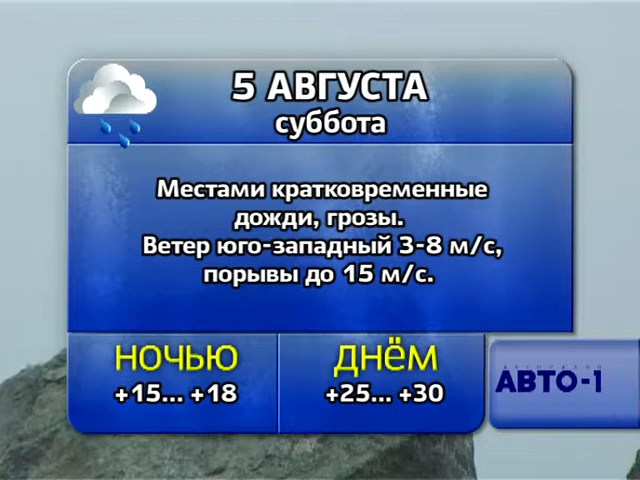 5 АВГУСТА
суббота
Местами кратковременные
дожди, грозы.
Ветер юго-западный 3-8 м/с,
порывы до 15 м/с.
НОЧЬЮ
ДНЁМ
+15... +18
+25... +30
АВТО-1